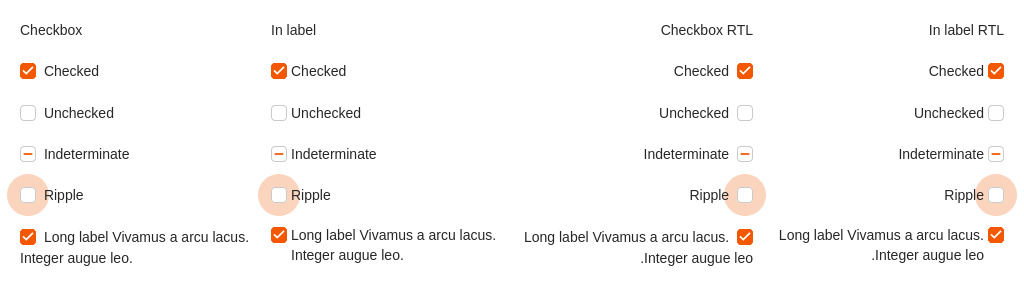 Checkbox
Checked
Unchecked
Indeterminate
Ripple
Long label Vivamus a arcu lacus.
Integer augue leo.
In label
Checked
Unchecked
Indeterminate
Ripple
Long label Vivamus a arcu lacus.
Integer augue leo.
Checkbox RTL
Checked
Unchecked
Indeterminate
Ripple
Long label Vivamus a arcu lacus.
.Integer augue leo
In label RTL
Checked
Unchecked
Indeterminate
Ripple
Long label Vivamus a arcu lacus.
.Integer augue leo